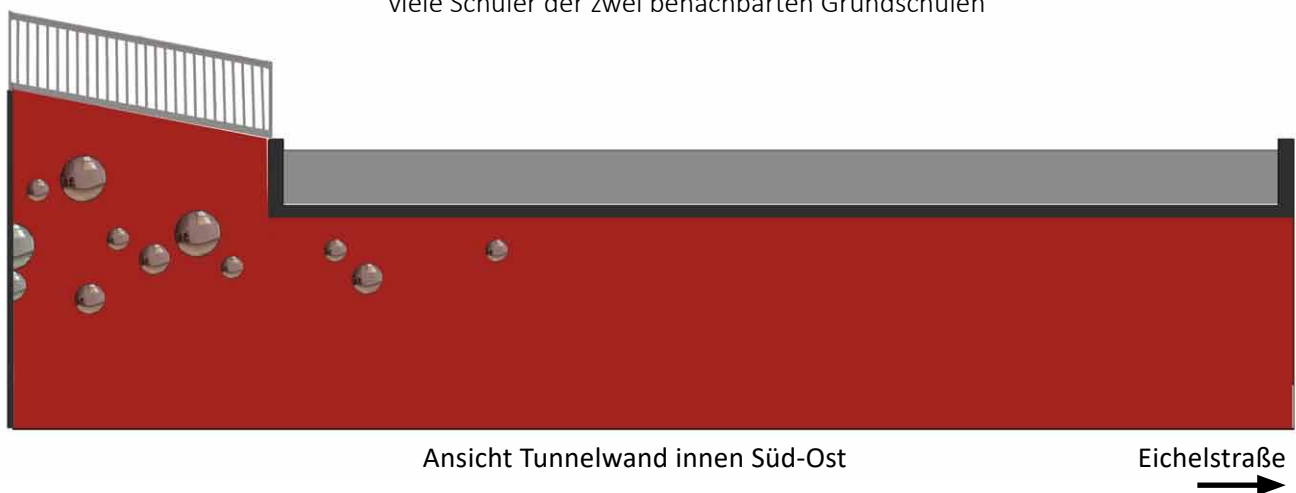 viele Schüler der zwei benachbarten Grundschulen
Ansicht Tunnelwand innen Süd-Ost
Eichelstraße